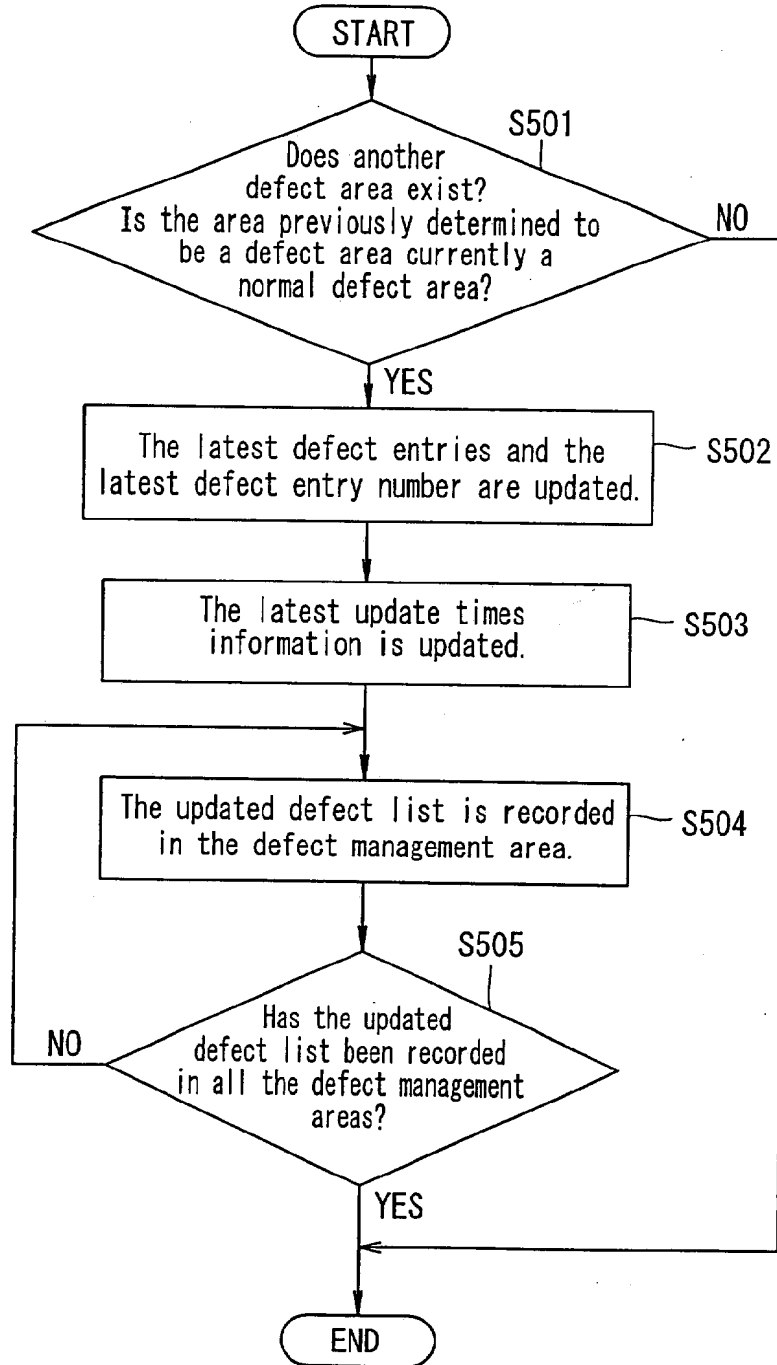 START
S501
Does another
defect area exist?
Is the area previously determined to
be a defect area currently a
normal defect area?
NO
YES
The latest defect entries and the
latest defect entry number are updated.
S502
The latest update times
information is updated.
S503
The updated defect list is recorded
in the defect management area.
S504
S505
Has the updated
defect list been recorded
in all the defect management
areas?
NO
YES
END